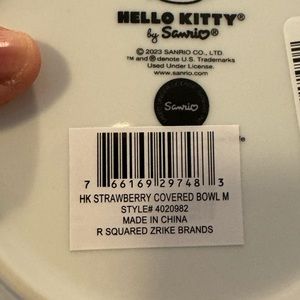 HELLO KITTY®
by Sanrio®
© 2023 SANRIO CO., LTD.
™ and ® denote U.S. Trademarks
Used Under License.
www.sanrio.com
Sanrio
7 66169 29748 3
HK STRAWBERRY COVERED BOWL M
STYLE# 4020982
MADE IN CHINA
R SQUARED ZRIKE BRANDS